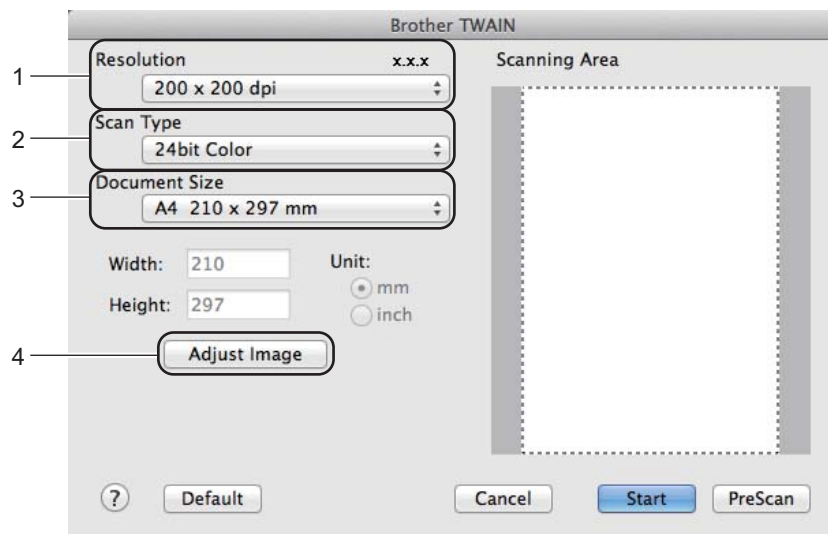 Brother TWAIN
1
Resolution x.x.x
200 x 200 dpi
2
Scan Type
24bit Color
3
Document Size
A4 210 x 297 mm
Width: 210
Height: 297
Unit:
mm
inch
4
Adjust Image
Scanning Area
? Default Cancel Start PreScan